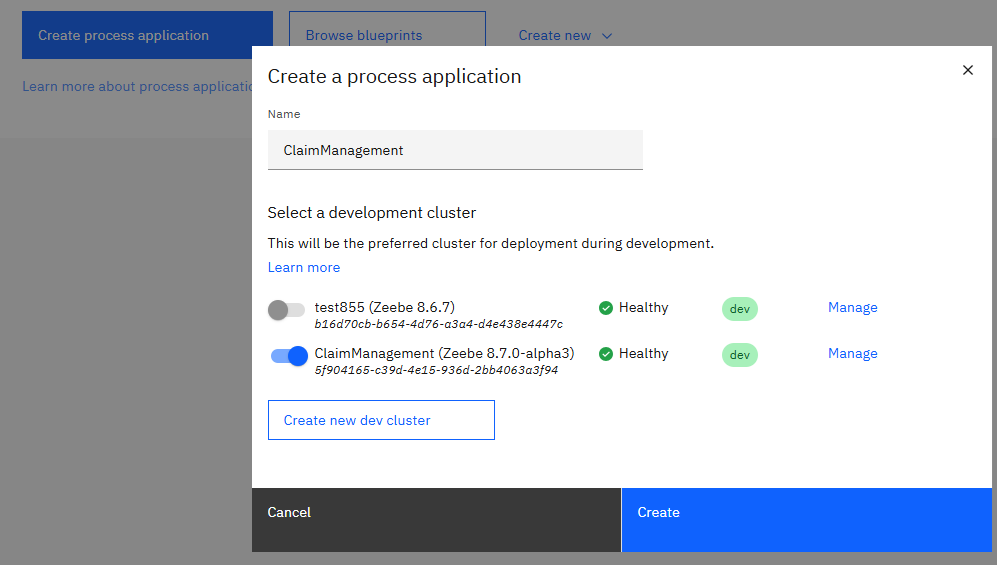 Create process application
Browse blueprints
Create new
Learn more about process applicatio
Create a process application
Name
ClaimManagement
Select a development cluster
This will be the preferred cluster for deployment during development.
Learn more
test855 (Zeebe 8.6.7) Healthy dev Manage
b16d70cb-b654-4d76-a3a4-d4e438e4447c
ClaimManagement (Zeebe 8.7.0-alpha3) Healthy dev Manage
5f904165-c39d-4e15-936d-2bb4063a3f94
Create new dev cluster
Cancel
Create